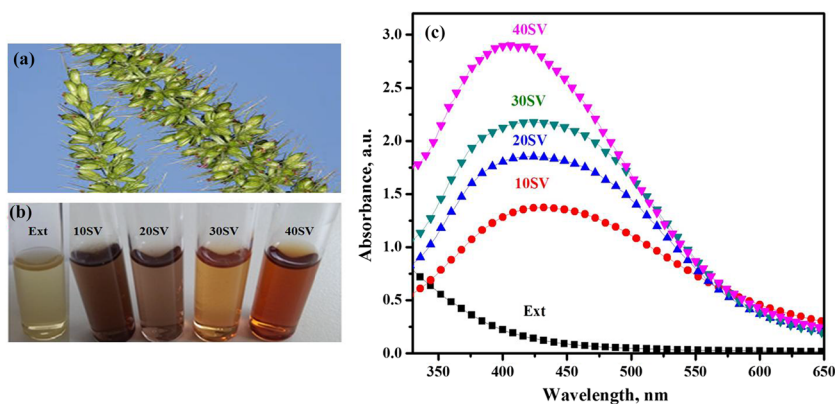 (a)
(b)
Ext 10SV 20SV 30SV 40SV
(c)
40SV
30SV
20SV
10SV
Ext
Absorbance, a.u.
3.0
2.5
2.0
1.5
1.0
0.5
0.0
350 400 450 500 550 600 650
Wavelength, nm